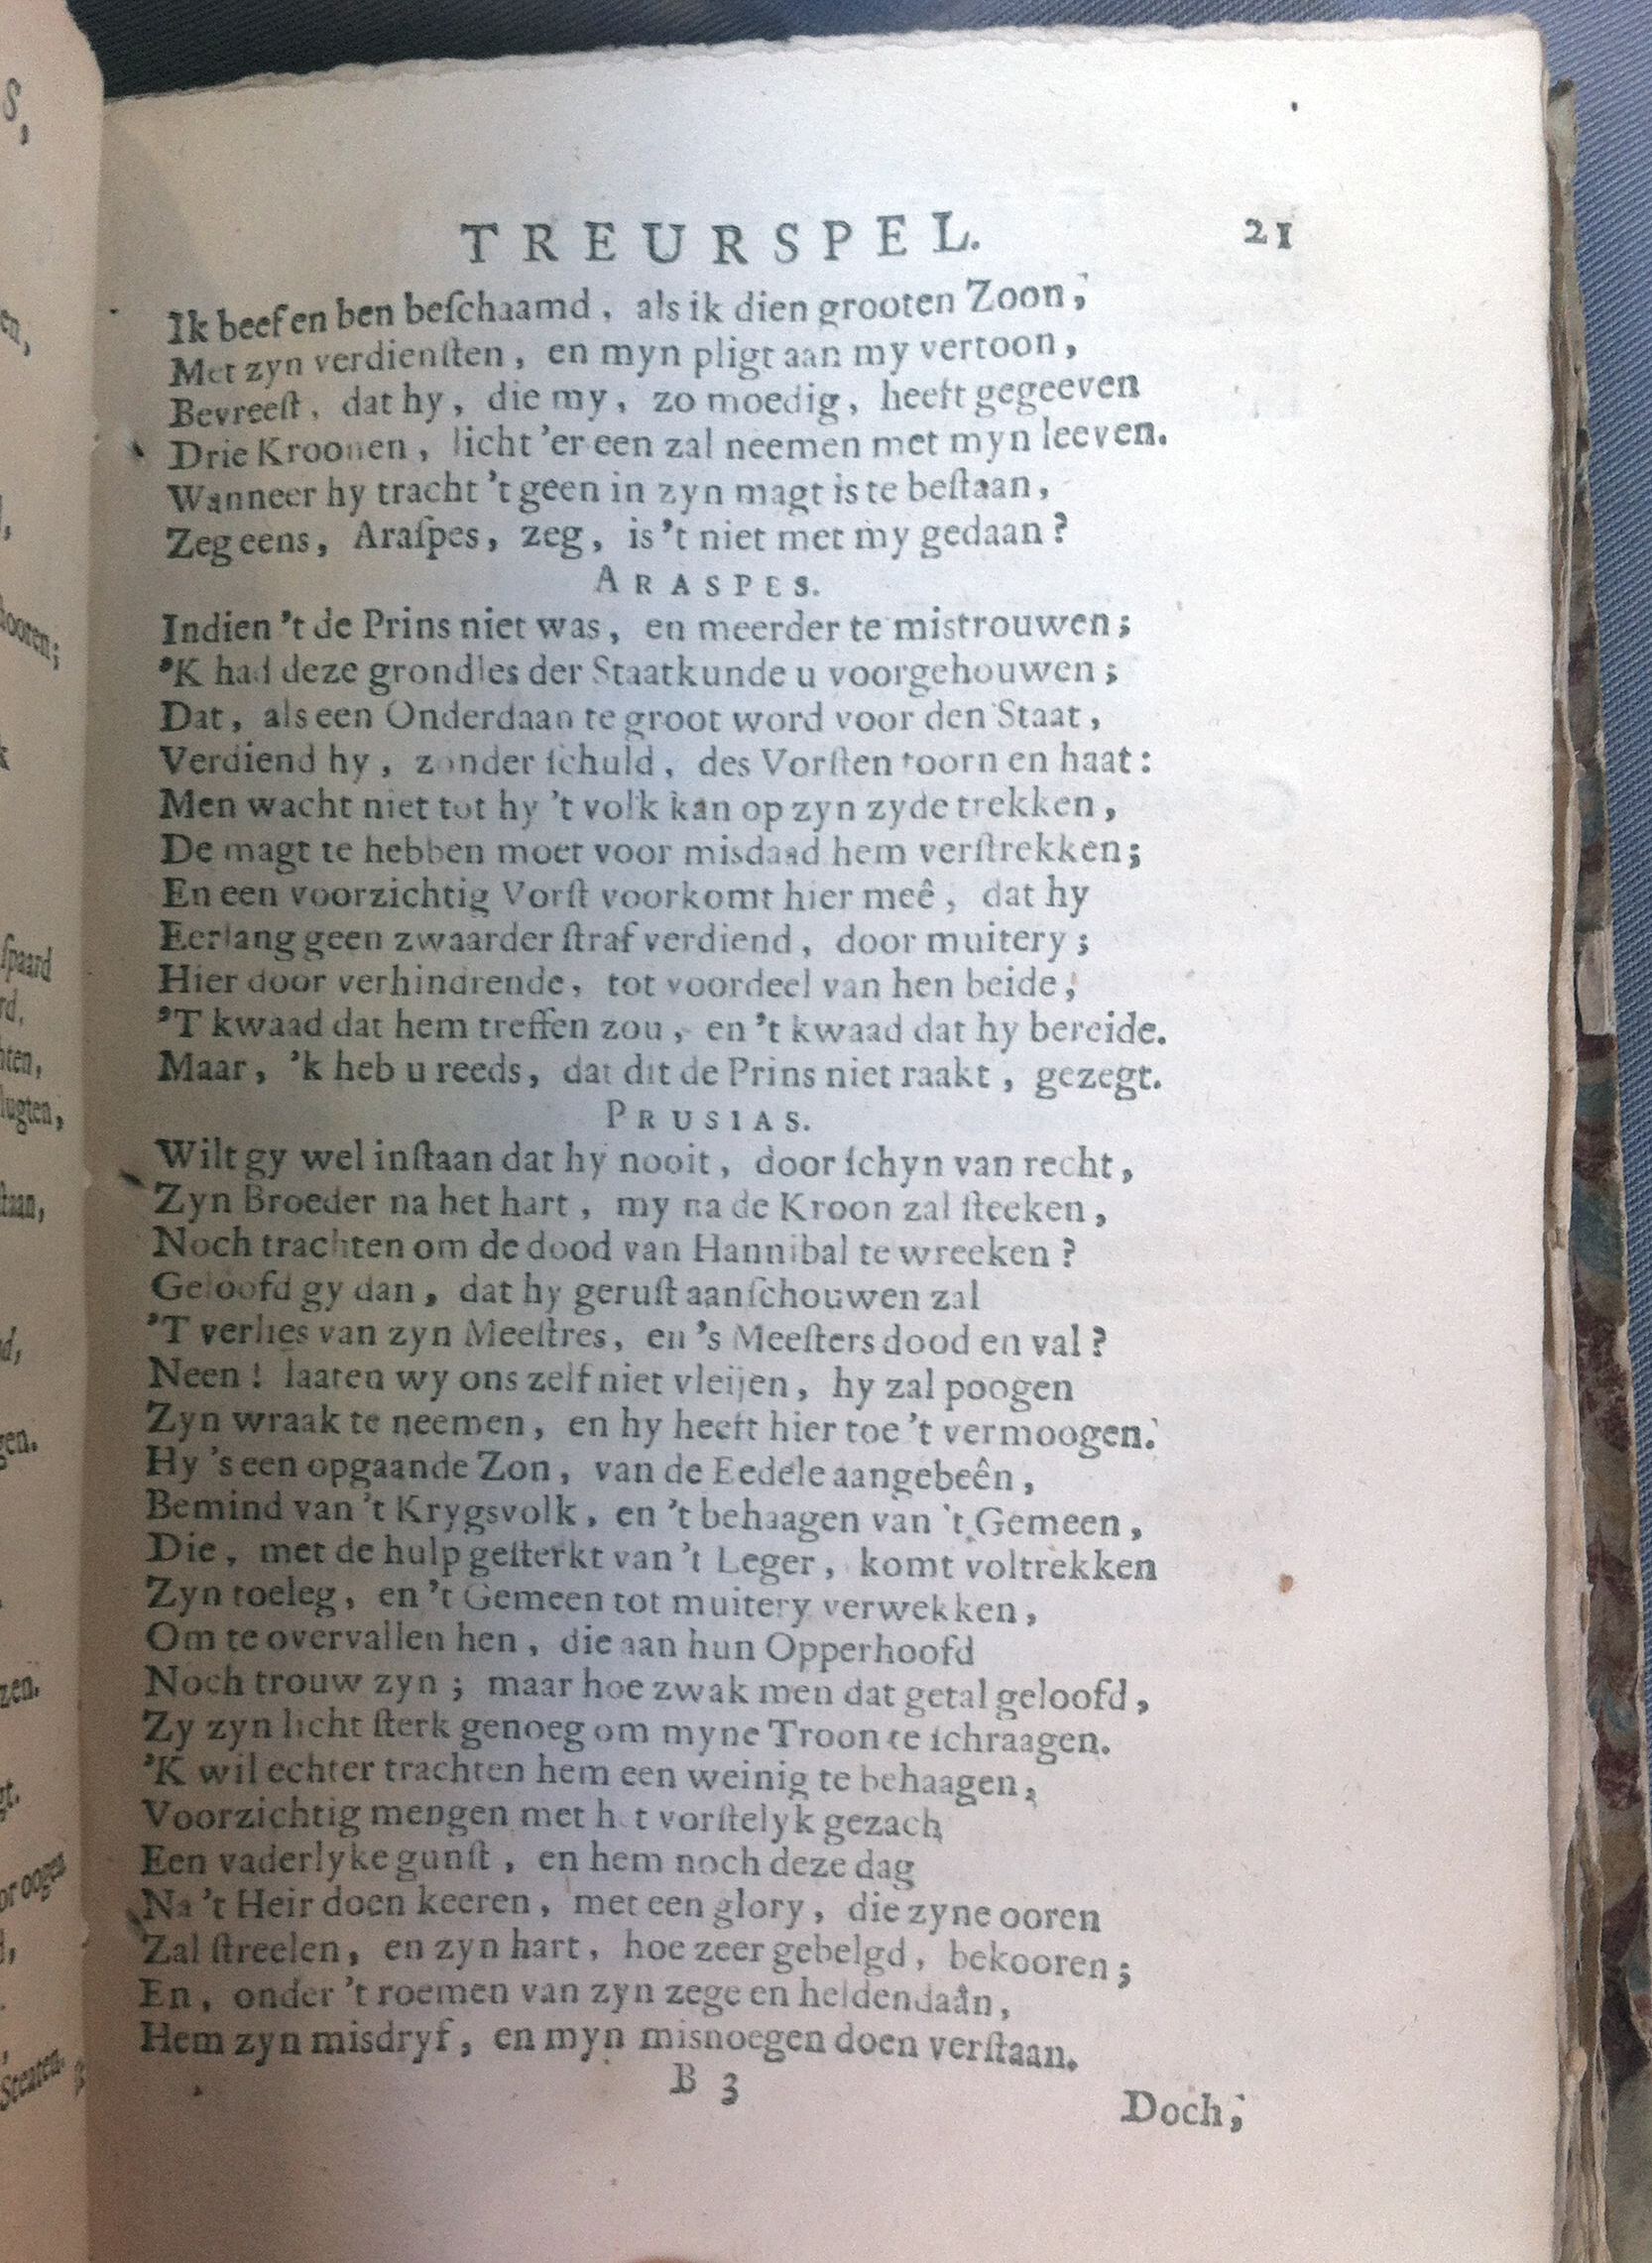 TREURSPEL. 21
Ik beef en ben beſchaamd, als ik dien grooten Zoon,
Met zyn verdienſten, en myn pligt aan my vertoon,
Bevreeſt, dat hy, die my, zo moedig, heeft gegeeven
Drie Kroonen, licht 'er een zal neemen met myn leeven.
Wanneer hy tracht 't geen in zyn magt is te beſtaan,
Zeg eens, Araſpes, zeg, is 't niet met my gedaan?
ARASPES.
Indien 't de Prins niet was, en meerder te mistrouwen;
'K had deze grondles der Staatkunde u voorgehouwen;
Dat, als een Onderdaan te groot word voor den Staat,
Verdiend hy, zonder ſchuld, des Vorſten toorn en haat:
Men wacht niet tot hy 't volk kan op zyn zyde trekken,
De magt te hebben moet voor misdaad hem verſtrekken;
En een voorzichtig Vorſt voorkomt hier meê, dat hy
Eerlang geen zwaarder ſtraf verdiend, door muitery;
Hier door verhindrende, tot voordeel van hen beide,
'T kwaad dat hem treffen zou, en 't kwaad dat hy bereide.
Maar, 'k heb u reeds, dat dit de Prins niet raakt, gezegt.
PRUSIAS.
Wilt gy wel inſtaan dat hy nooit, door ſchyn van recht,
Zyn Broeder na het hart, my na de Kroon zal ſteeken,
Noch trachten om de dood van Hannibal te wreeken?
Geloofd gy dan, dat hy geruſt aanſchouwen zal
'T verlies van zyn Meeſtres, en 's Meeſters dood en val?
Neen! laaten wy ons zelf niet vleijen, hy zal poogen
Zyn wraak te neemen, en hy heeft hier toe 't vermoogen.
Hy 's een opgaande Zon, van de Eedele aangebeên,
Bemind van 't Krygsvolk, en 't behaagen van 't Gemeen,
Die, met de hulp geſterkt van 't Leger, komt voltrekken
Zyn toeleg, en 't Gemeen tot muitery verwekken,
Om te overvallen hen, die aan hun Opperhoofd
Noch trouw zyn; maar hoe zwak men dat getal geloofd,
Zy zyn licht ſterk genoeg om myne Troon te ſchraagen.
'K wil echter trachten hem een weinig te behaagen,
Voorzichtig mengen met het vorſtelyk gezach
Een vaderlyke gunſt, en hem noch deze dag
Na 't Heir doen keeren, met een glory, die zyne ooren
Zal ſtreelen, en zyn hart, hoe zeer gebelgd, bekooren;
En, onder 't roemen van zyn zege en heldendaân,
Hem zyn misdryf, en myn misnoegen doen verſtaan.
B 3
Doch,